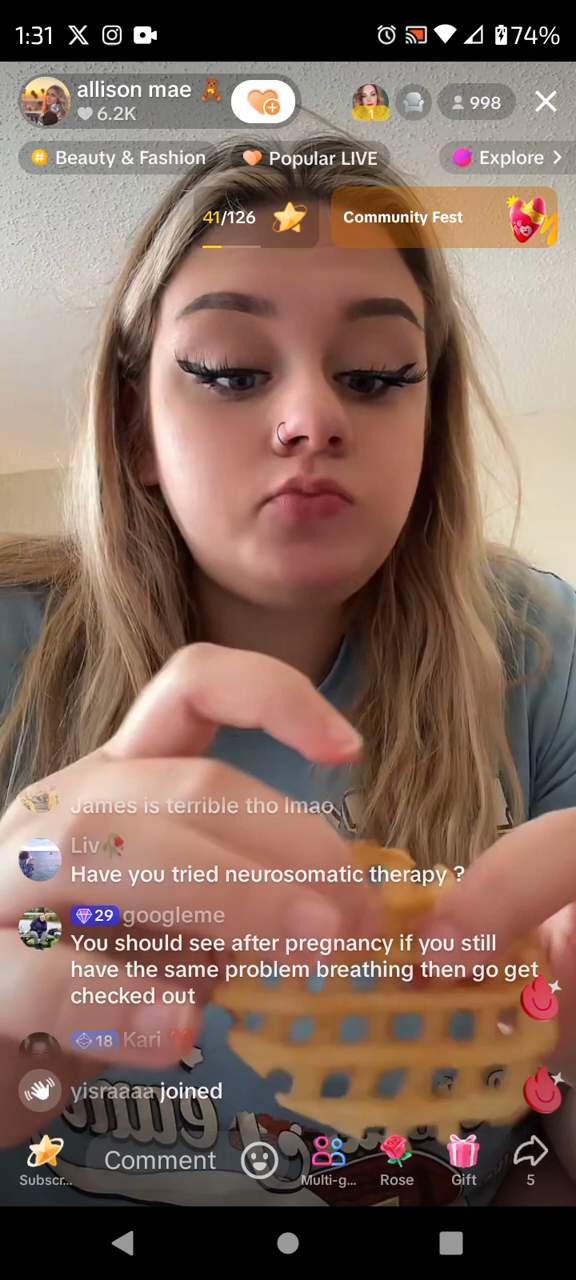 1:31
74%
allison mae
6.2K
1
998
Beauty & Fashion
Popular LIVE
Explore >
41/126
Community Fest
James is terrible tho lmao
Liv
Have you tried neurosomatic therapy ?
29 googleme
You should see after pregnancy if you still
have the same problem breathing then go get
checked out
18 Kari
yisraaaa joined
Comment
Subscr...
Multi-g...
Rose
Gift
5